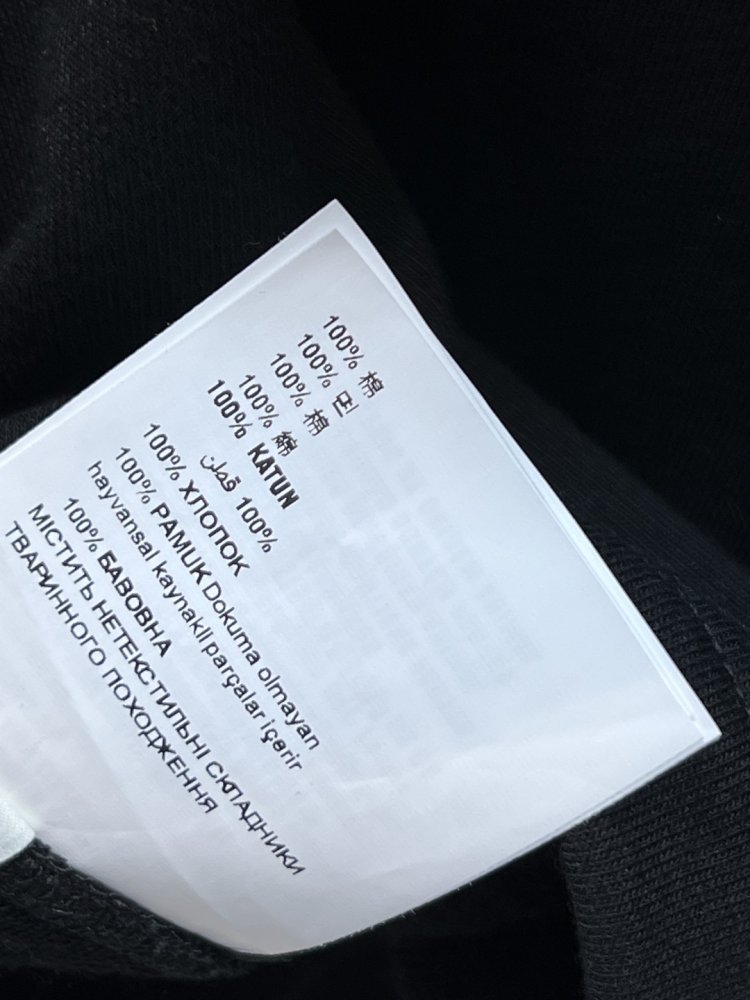 100% 棉
100% 면
100% 棉
100% 綿
100% KATUN
100% قطن
100% ХЛОПОК
100% PAMUK Dokuma olmayan
hayvansal kaynaklı parçalar içerir
100% БАВОВНА
МІСТИТЬ НЕТЕКСТИЛЬНІ СКЛАДНИКИ
ТВАРИННОГО ПОХОДЖЕННЯ